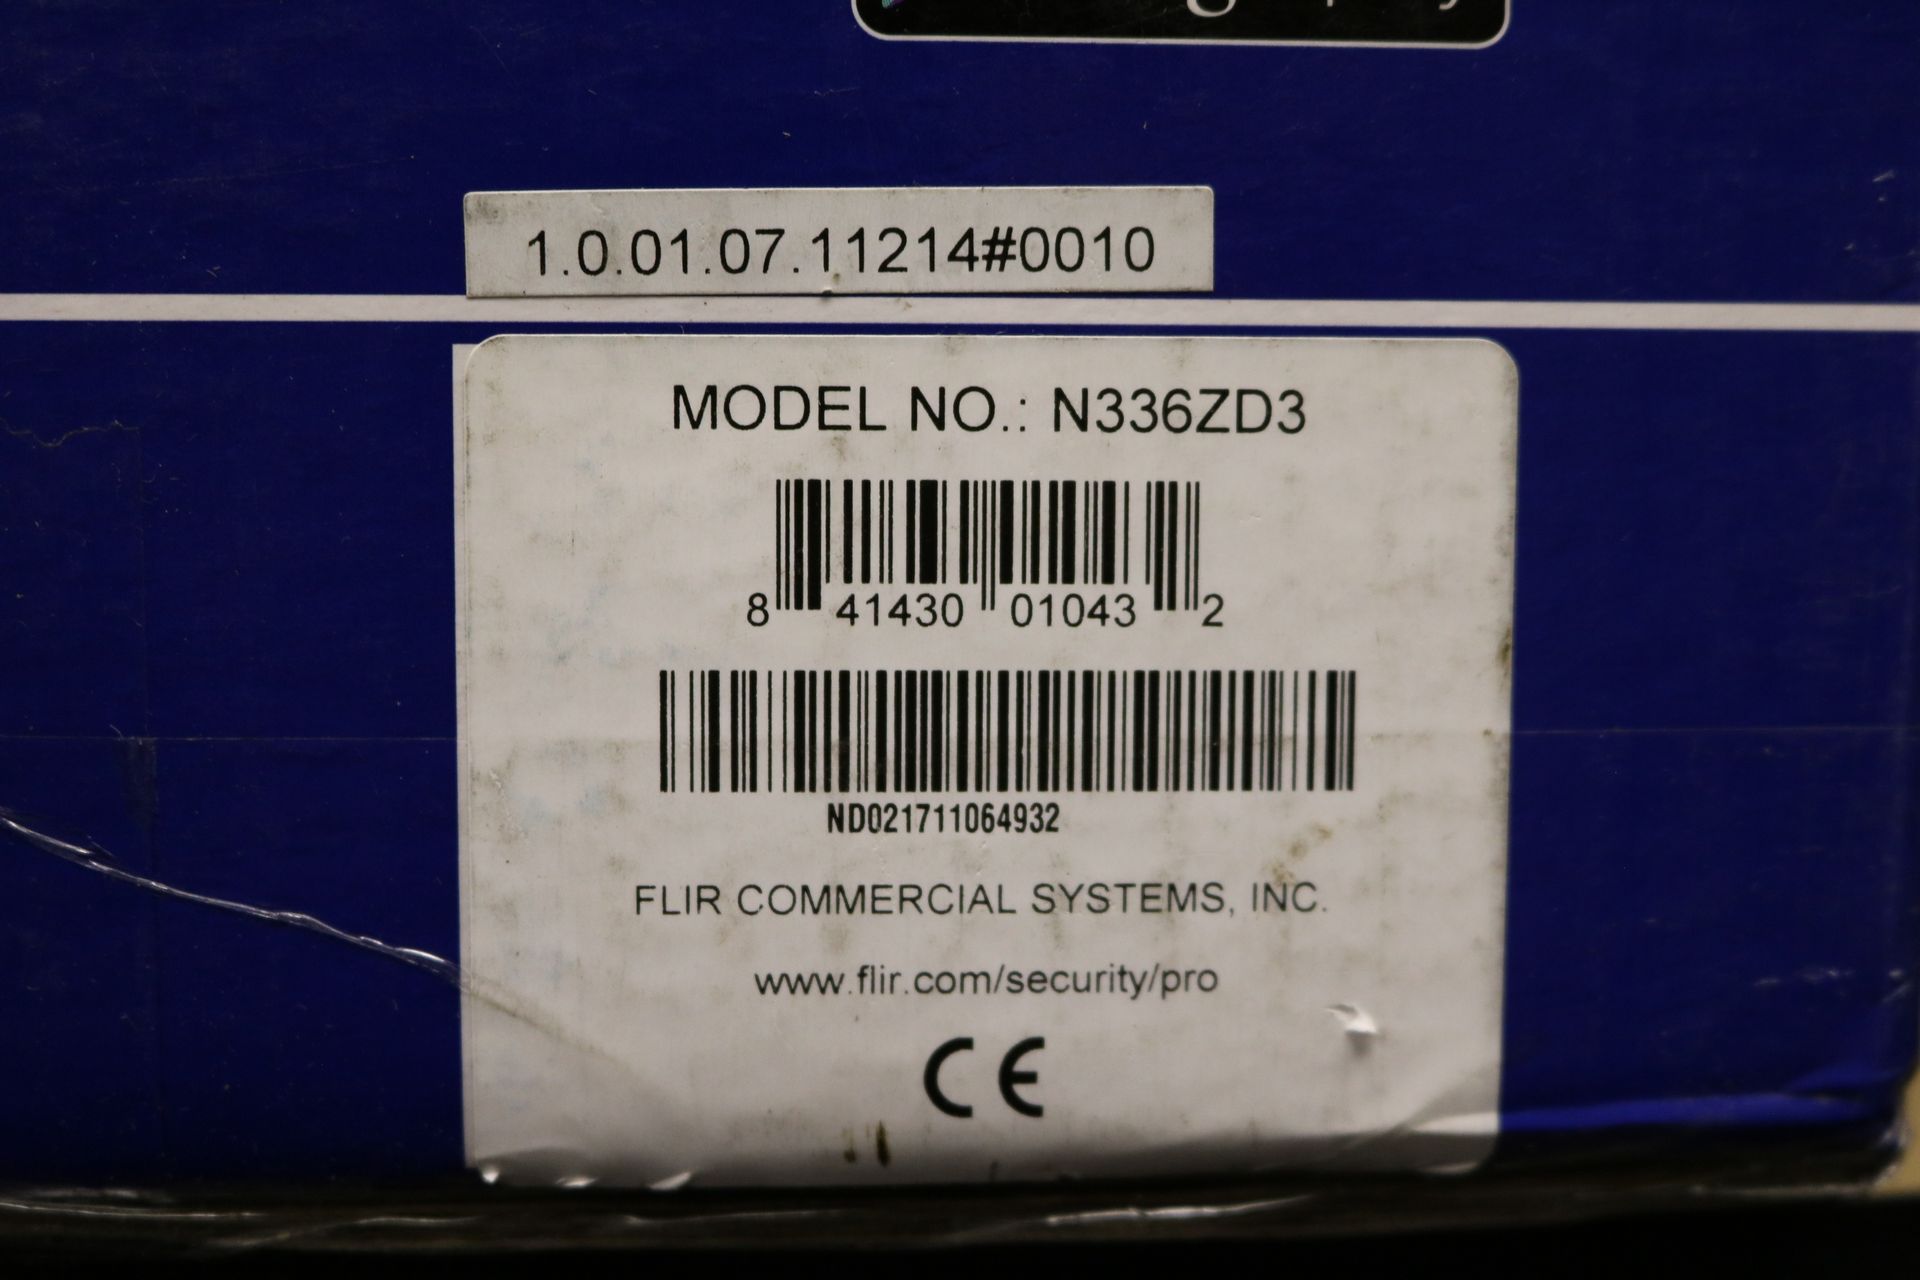 1.0.01.07.11214#0010
MODEL NO.: N336ZD3
8 41430 01043 2
ND021711064932
FLIR COMMERCIAL SYSTEMS, INC.
www.flir.com/security/pro
CE